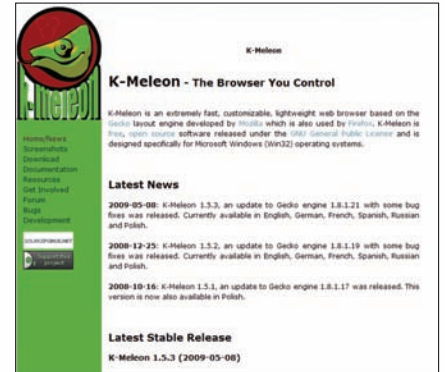 K-Meleon
K-Meleon
K-Meleon - The Browser You Control
K-Meleon is an extremely fast, customizable, lightweight web browser based on the
Gecko layout engine developed by Mozilla which is also used by Firefox. K-Meleon is
free, open source software released under the GNU General Public License and is
designed specifically for Microsoft Windows (Win32) operating systems.
Home/News
Screenshots
Download
Documentation
Resources
Get Involved
Forum
Bugs
Development
SOURCEFORGE.NET
Support this
project
Latest News
2009-05-08: K-Meleon 1.5.3, an update to Gecko engine 1.8.1.21 with some bug
fixes was released. Currently available in English, German, French, Spanish, Russian
and Polish.
2008-12-25: K-Meleon 1.5.2, an update to Gecko engine 1.8.1.19 with some bug
fixes was released. Currently available in English, German, French, Spanish, Russian
and Polish.
2008-10-16: K-Meleon 1.5.1, an update to Gecko engine 1.8.1.17 was released. This
version is now also available in Polish.
Latest Stable Release
K-Meleon 1.5.3 (2009-05-08)